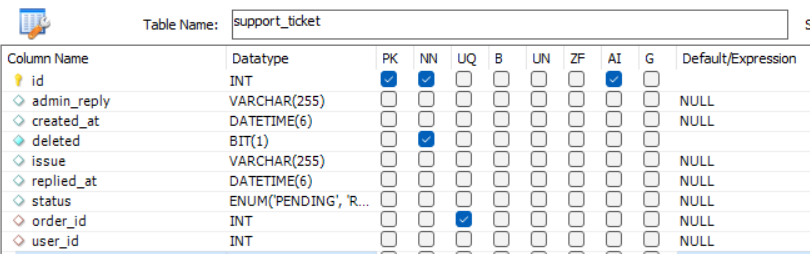 Table Name: support_ticket S
Column Name Datatype PK NN UQ B UN ZF AI G Default/Expression
id INT
admin_reply VARCHAR(255) NULL
created_at DATETIME(6) NULL
deleted BIT(1)
issue VARCHAR(255) NULL
replied_at DATETIME(6) NULL
status ENUM('PENDING', 'R... NULL
order_id INT NULL
user_id INT NULL